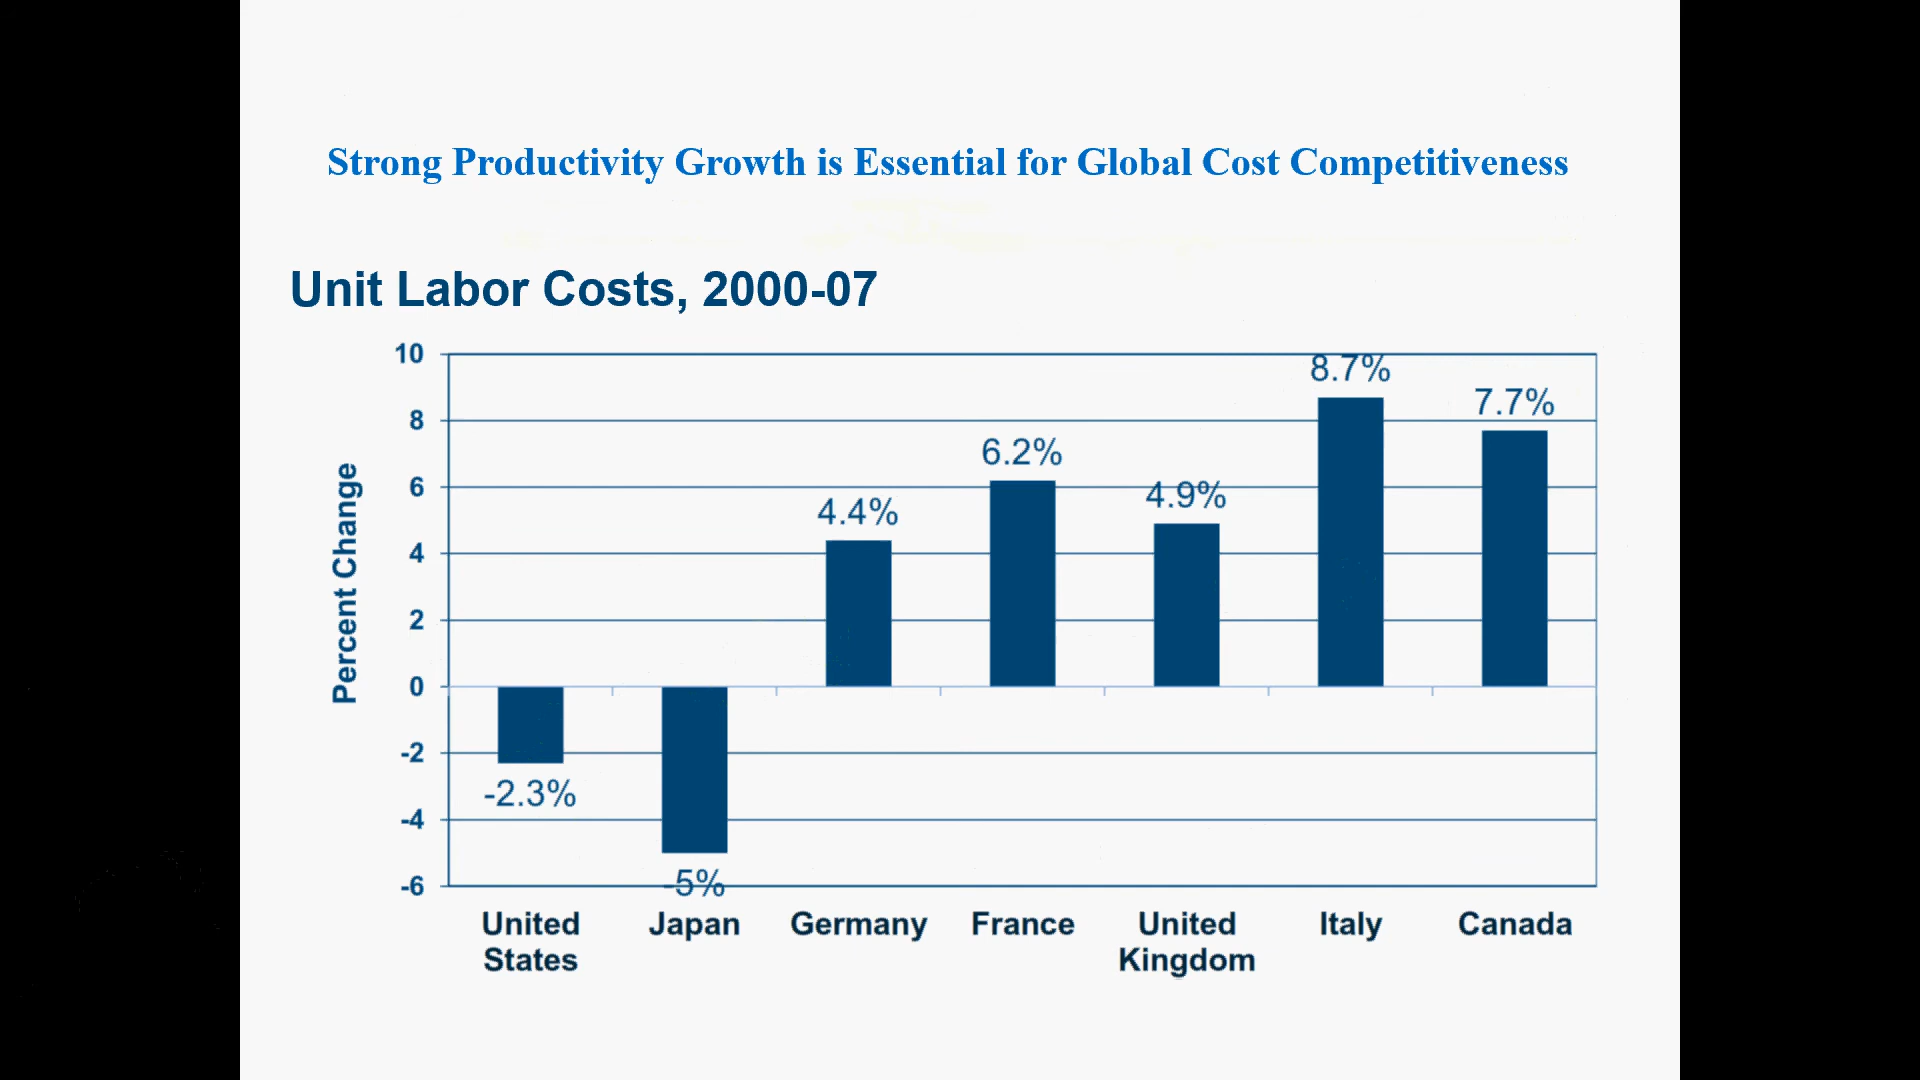 Strong Productivity Growth is Essential for Global Cost Competitiveness
Unit Labor Costs, 2000-07
Percent Change
10
8
6
4
2
0
-2
-4
-6
-2.3%
-5%
4.4%
6.2%
4.9%
8.7%
7.7%
United States
Japan
Germany
France
United Kingdom
Italy
Canada